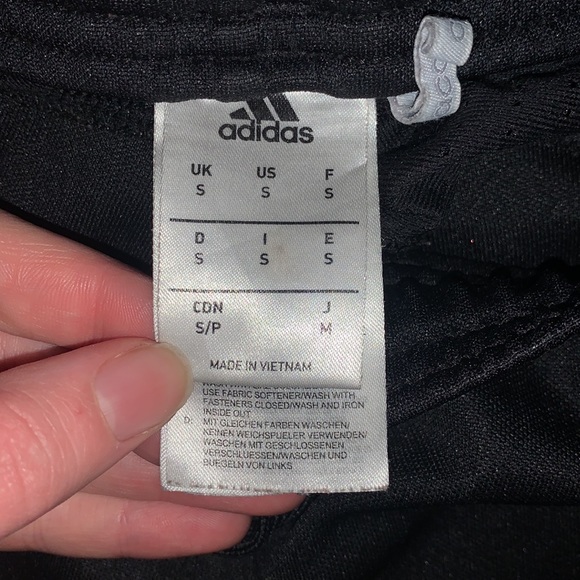 adidas
UK US F
S S S
D I E
S S S
CDN J
S/P M
MADE IN VIETNAM
USE FABRIC SOFTENER/WASH WITH
FASTENERS CLOSED/WASH AND IRON
INSIDE OUT
D: MIT GLEICHEN FARBEN WASCHEN/
KEINEN WEICHSPUELER VERWENDEN/
WASCHEN MIT GESCHLOSSENEN
VERSCHLUESSEN/WASCHEN UND
BUEGELN VON LINKS